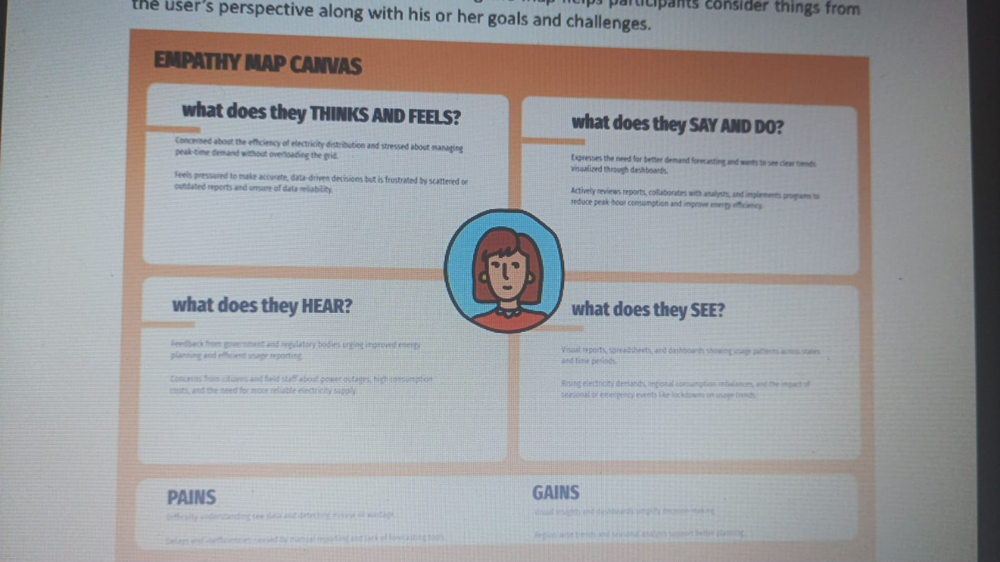 helps participants consider things from
the user's perspective along with his or her goals and challenges.
EMPATHY MAP CANVAS
what does they THINKS AND FEELS?
Concerned about the efficiency of electricity distribution and stressed about managing
peak-time demand without overloading the grid.
Feels pressured to make accurate, data-driven decisions but is frustrated by scattered or
outdated reports and unsure of data reliability.
what does they SAY AND DO?
Expresses the need for better demand forecasting and wants to see clear trends
visualized through dashboards.
Actively reviews reports, collaborates with analysts, and implements programs to
reduce peak-hour consumption and improve energy efficiency.
what does they HEAR?
Feedback from government and regulatory bodies urging improved energy
planning and efficient usage reporting.
Concerns from citizens and field staff about power outages, high consumption
costs, and the need for more reliable electricity supply.
what does they SEE?
Visual reports, spreadsheets, and dashboards showing usage patterns across states
and time periods.
Rising electricity demands, regional consumption imbalances, and the impact of
seasonal or emergency events like lockdowns on usage trends.
PAINS
Difficulty understanding raw data and detecting misuse or wastage.
Delays and inefficiencies caused by manual reporting and lack of forecasting tools.
GAINS
Visual insights and dashboards simplify decision-making.
Region-wise trends and seasonal analysis support better planning.